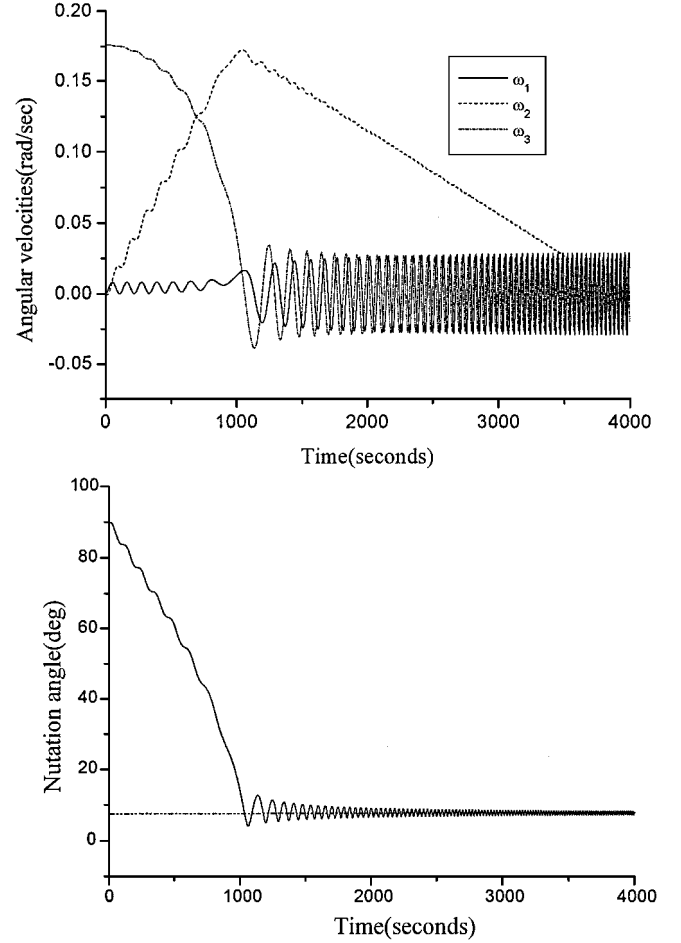 0.20
0.15
0.10
0.05
0.00
-0.05
Angular velocities(rad/sec)
ω1
ω2
ω3
0 1000 2000 3000 4000
Time(seconds)
100
80
60
40
20
0
Nutation angle(deg)
0 1000 2000 3000 4000
Time(seconds)